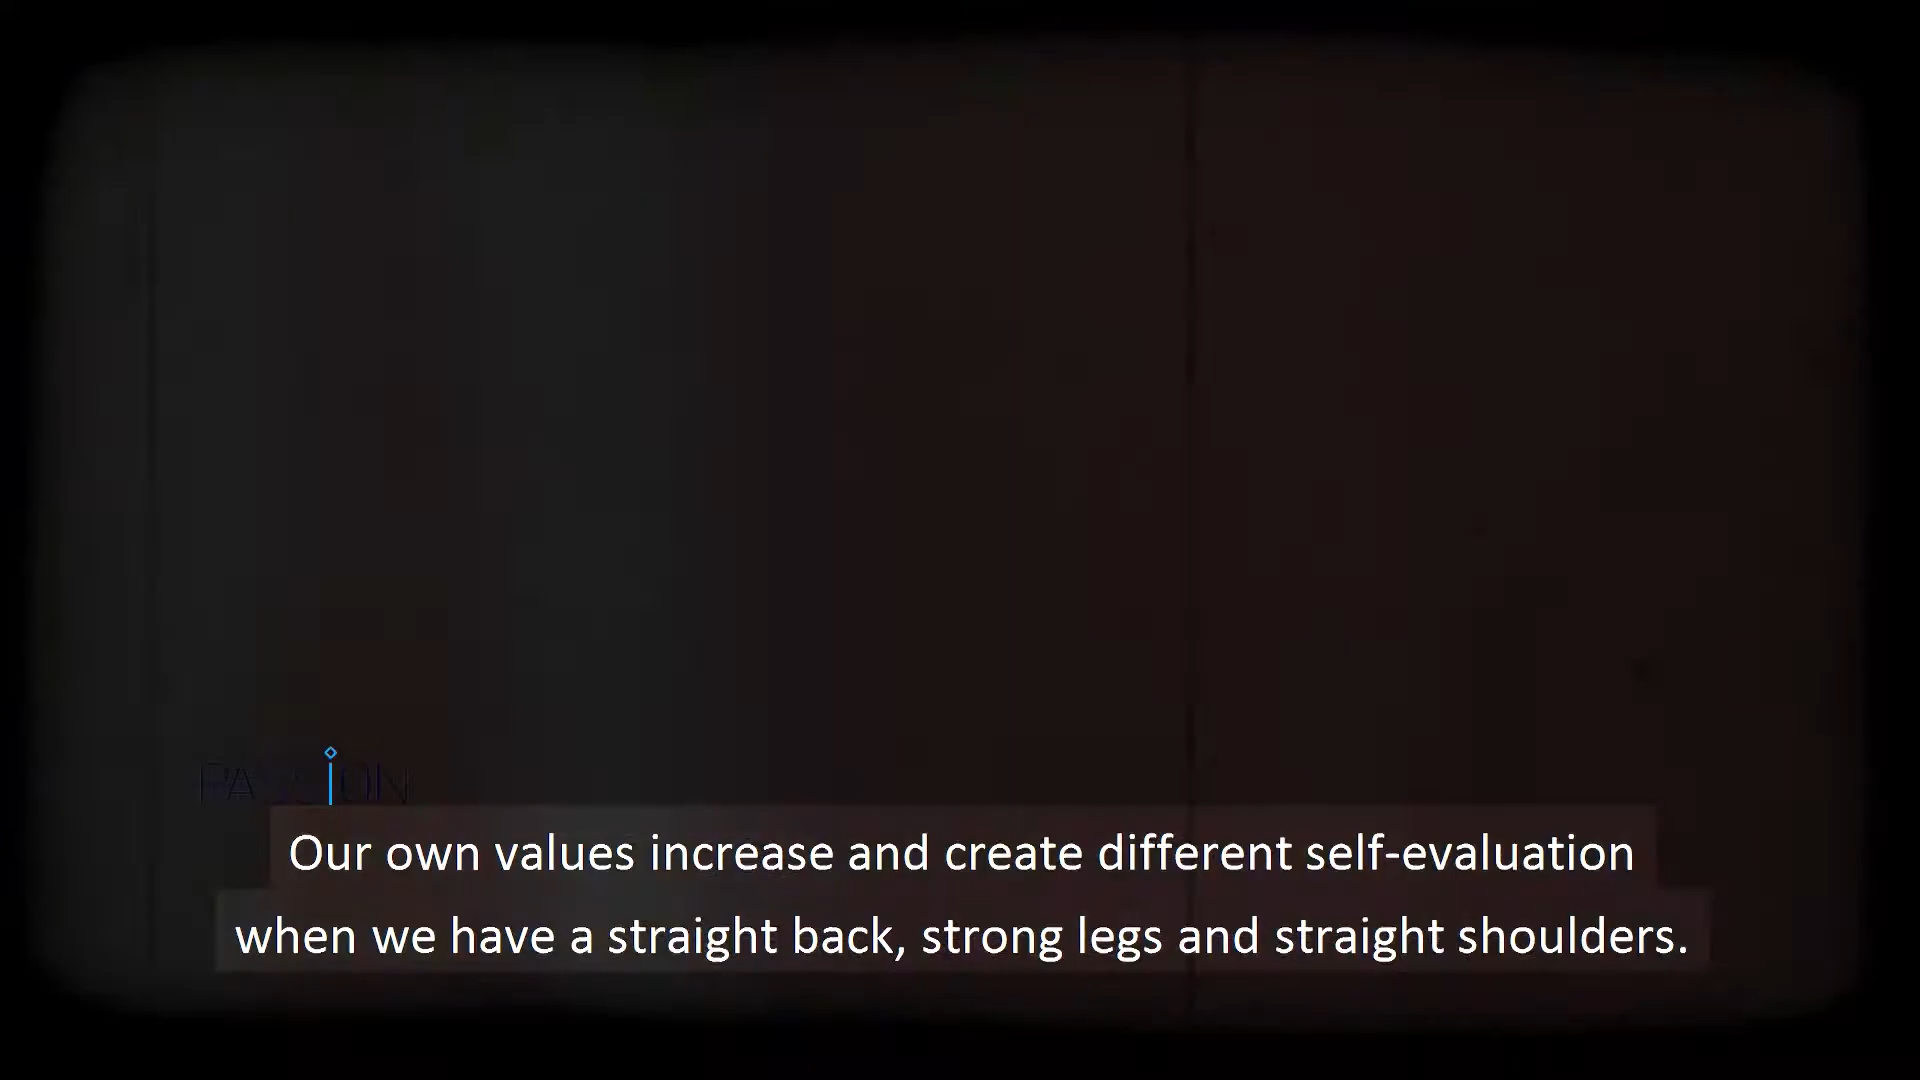 PASSION
Our own values increase and create different self-evaluation
when we have a straight back, strong legs and straight shoulders.